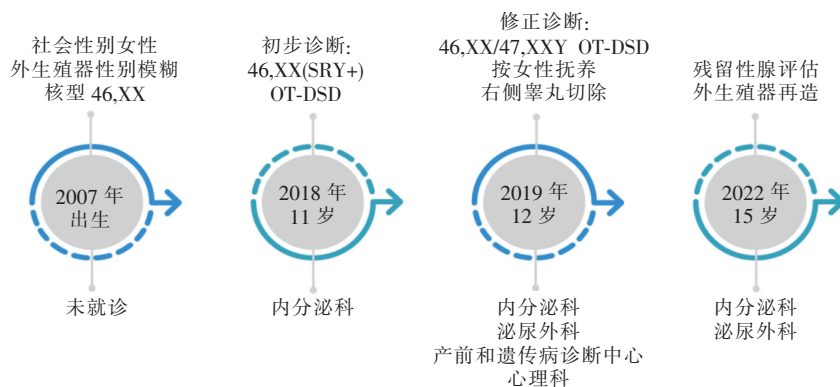 社会性别女性
外生殖器性别模糊
核型 46,XX
2007 年
出生
未就诊
初步诊断：
46,XX(SRY+)
OT-DSD
2018 年
11 岁
内分泌科
修正诊断：
46,XX/47,XXY OT-DSD
按女性抚养
右侧睾丸切除
2019 年
12 岁
内分泌科
泌尿外科
产前和遗传病诊断中心
心理科
残留性腺评估
外生殖器再造
2022 年
15 岁
内分泌科
泌尿外科